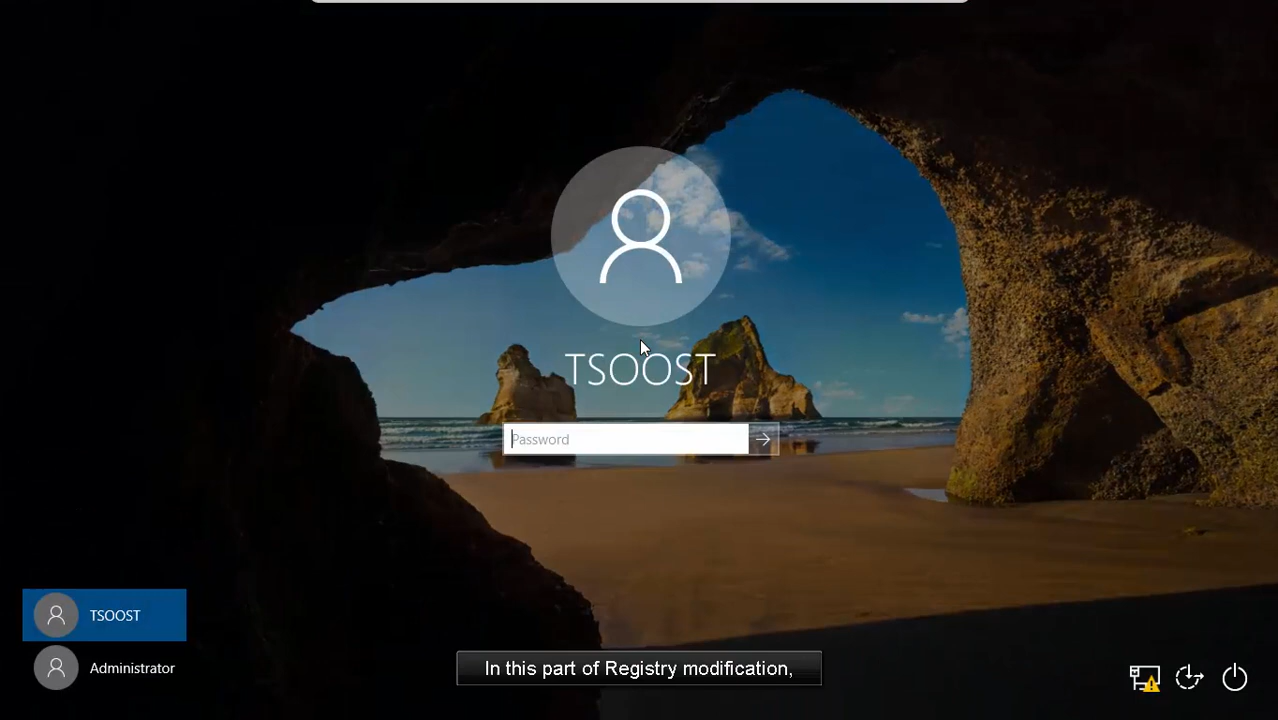 TSOOST
Password
TSOOST
Administrator
In this part of Registry modification,